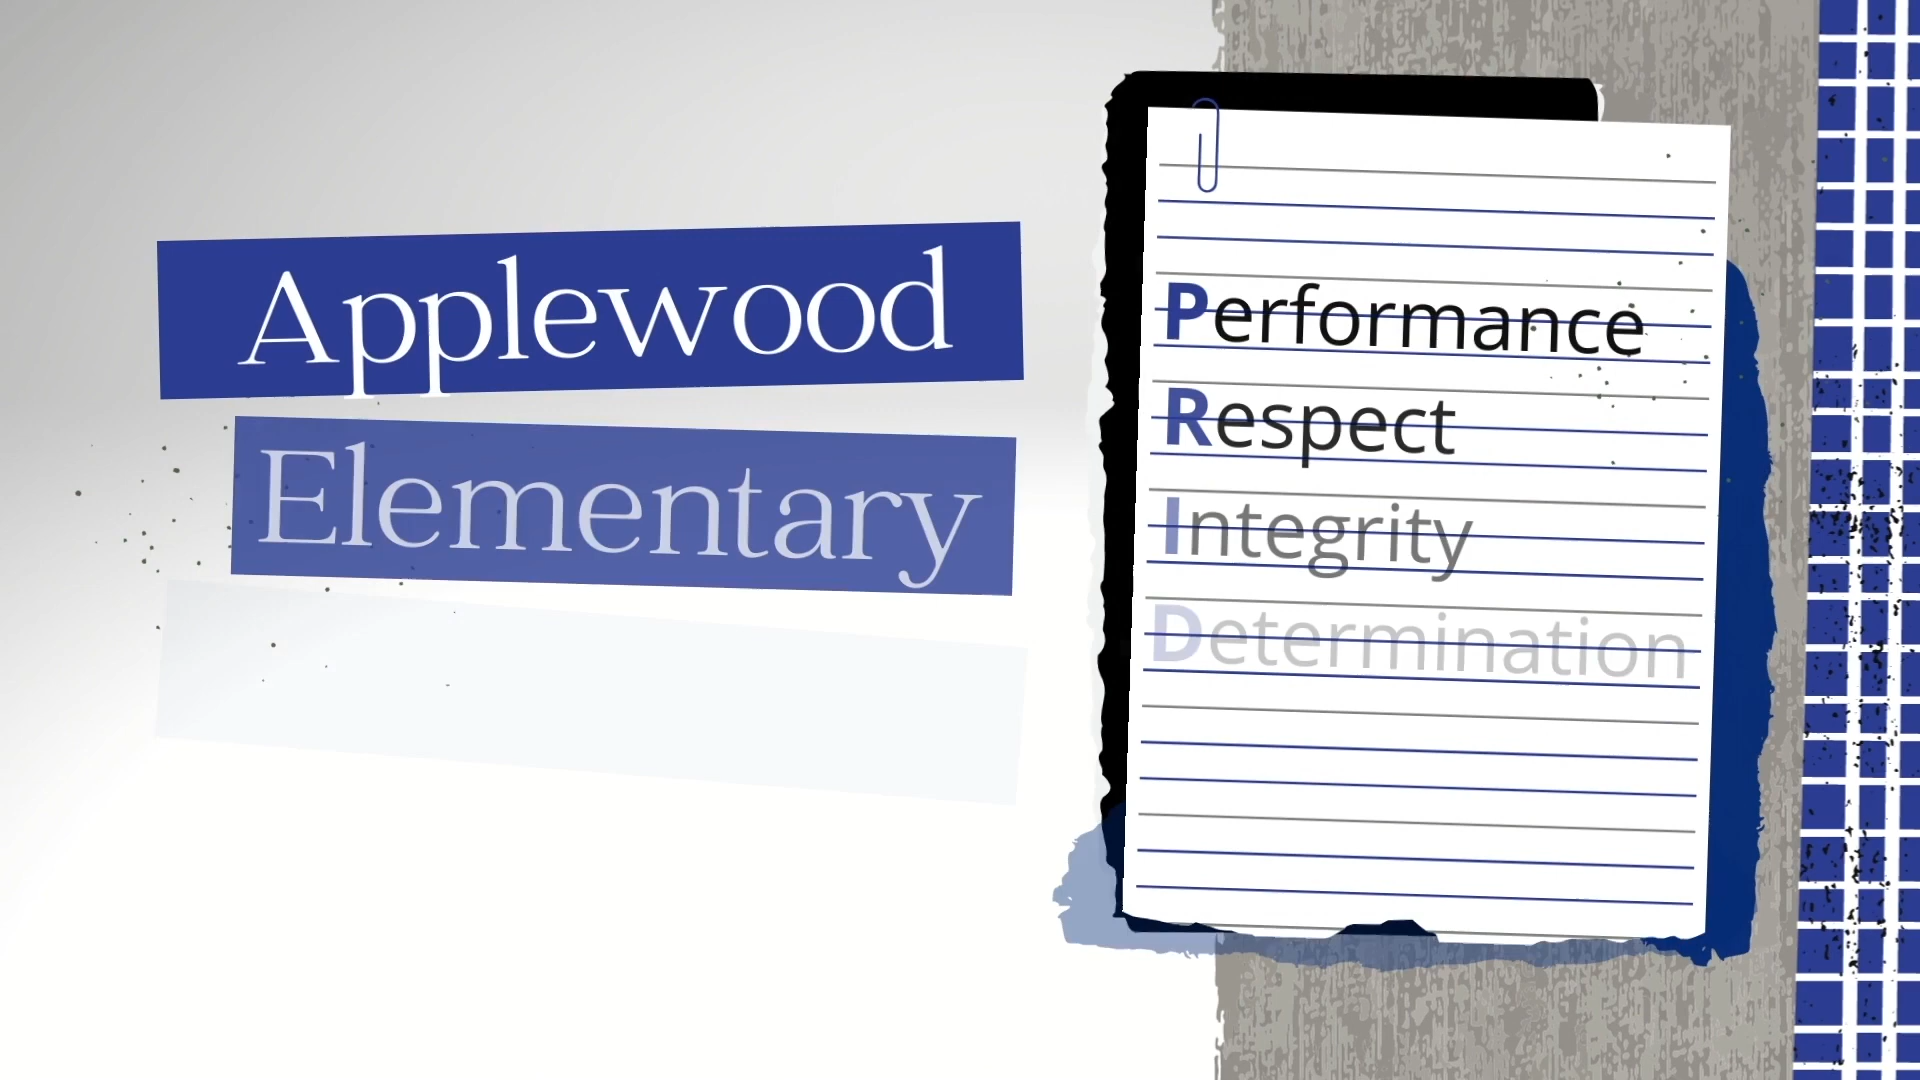 Applewood
Elementary
Performance
Respect
Integrity
Determination